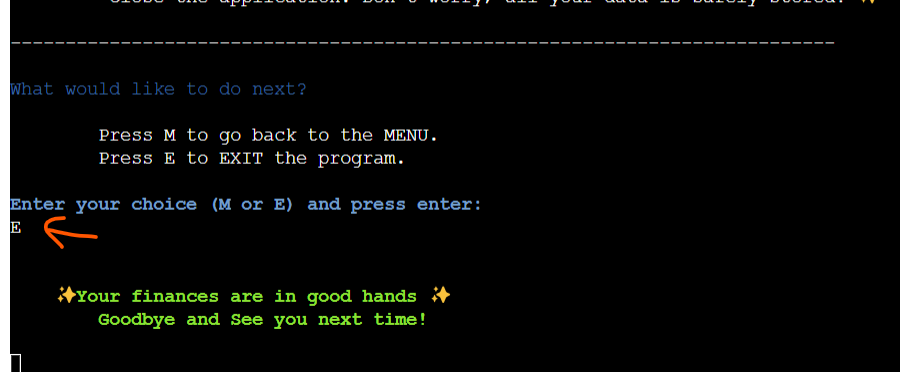 close the application. Don't worry, all your data is safely stored! ✨
---------------------------------------------------------------------------
What would like to do next?
Press M to go back to the MENU.
Press E to EXIT the program.
Enter your choice (M or E) and press enter:
E
✨Your finances are in good hands ✨
Goodbye and See you next time!